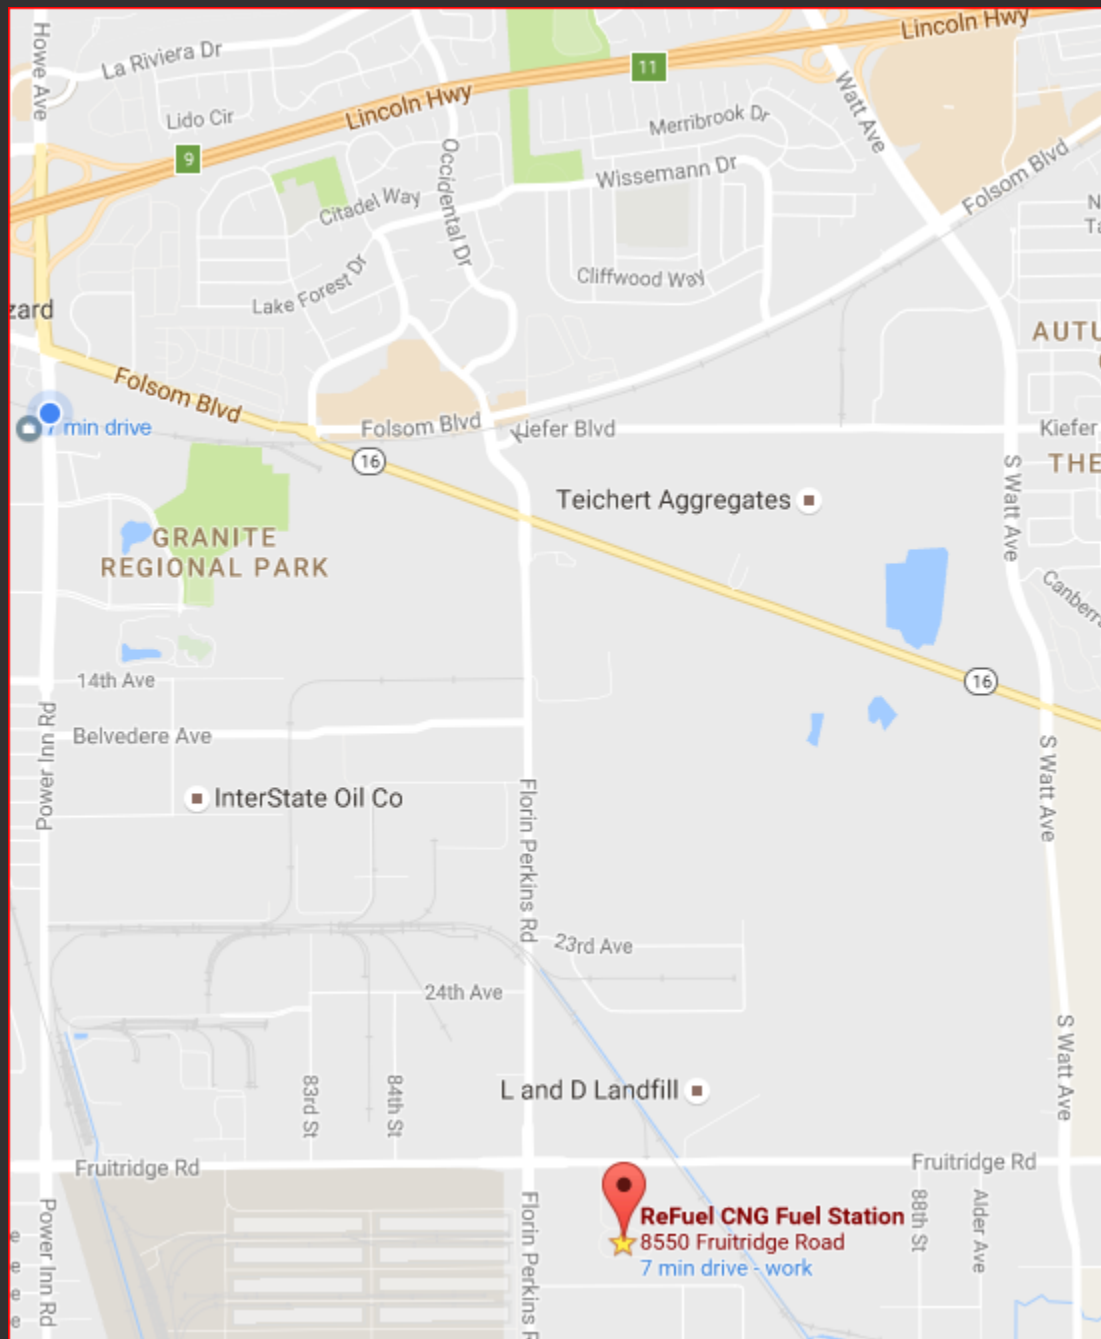 Howe Ave
La Riviera Dr
Lido Cir
9
Lincoln Hwy
11
Lincoln Hwy
Watt Ave
Merribrook Dr
Wissemann Dr
Occidental Dr
Citadel Way
Folsom Blvd
N
Ta
Lake Forest Dr
Cliffwood Way
zard
AUTU
Folsom Blvd
7 min drive
Folsom Blvd
Kiefer Blvd
Kiefer
16
THE
Teichert Aggregates
S Watt Ave
GRANITE
REGIONAL PARK
Canberra
14th Ave
16
Power Inn Rd
Belvedere Ave
S Watt Ave
InterState Oil Co
Florin Perkins Rd
23rd Ave
24th Ave
S Watt Ave
83rd St
84th St
L and D Landfill
Fruitridge Rd
Fruitridge Rd
Power Inn Rd
Florin Perkins R
ReFuel CNG Fuel Station
8550 Fruitridge Road
7 min drive - work
88th St
Alder Ave
e
e
e
e